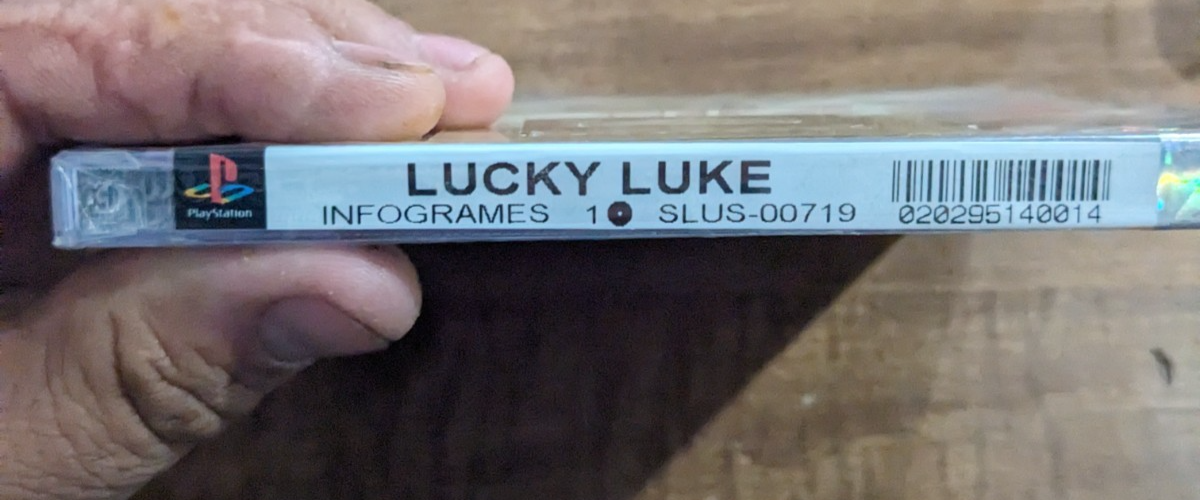 PlayStation
LUCKY LUKE
INFOGRAMES 1 SLUS-00719
020295140014